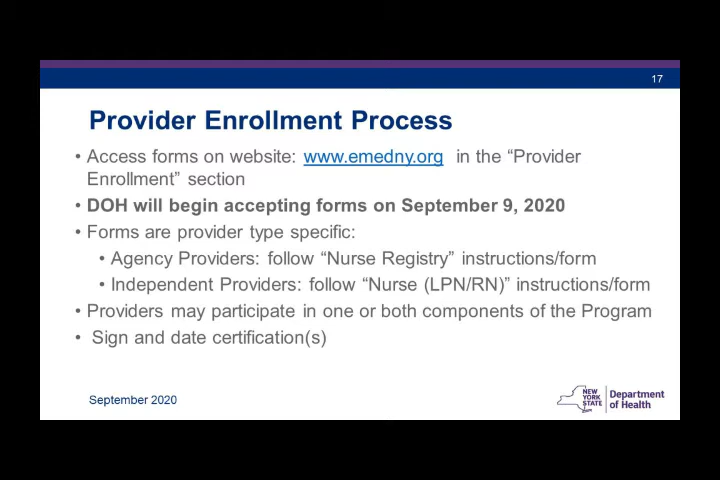 17
Provider Enrollment Process
• Access forms on website: www.emedny.org in the “Provider
Enrollment” section
• DOH will begin accepting forms on September 9, 2020
• Forms are provider type specific:
• Agency Providers: follow “Nurse Registry” instructions/form
• Independent Providers: follow “Nurse (LPN/RN)” instructions/form
• Providers may participate in one or both components of the Program
• Sign and date certification(s)
September 2020
NEW
YORK
STATE
Department
of Health